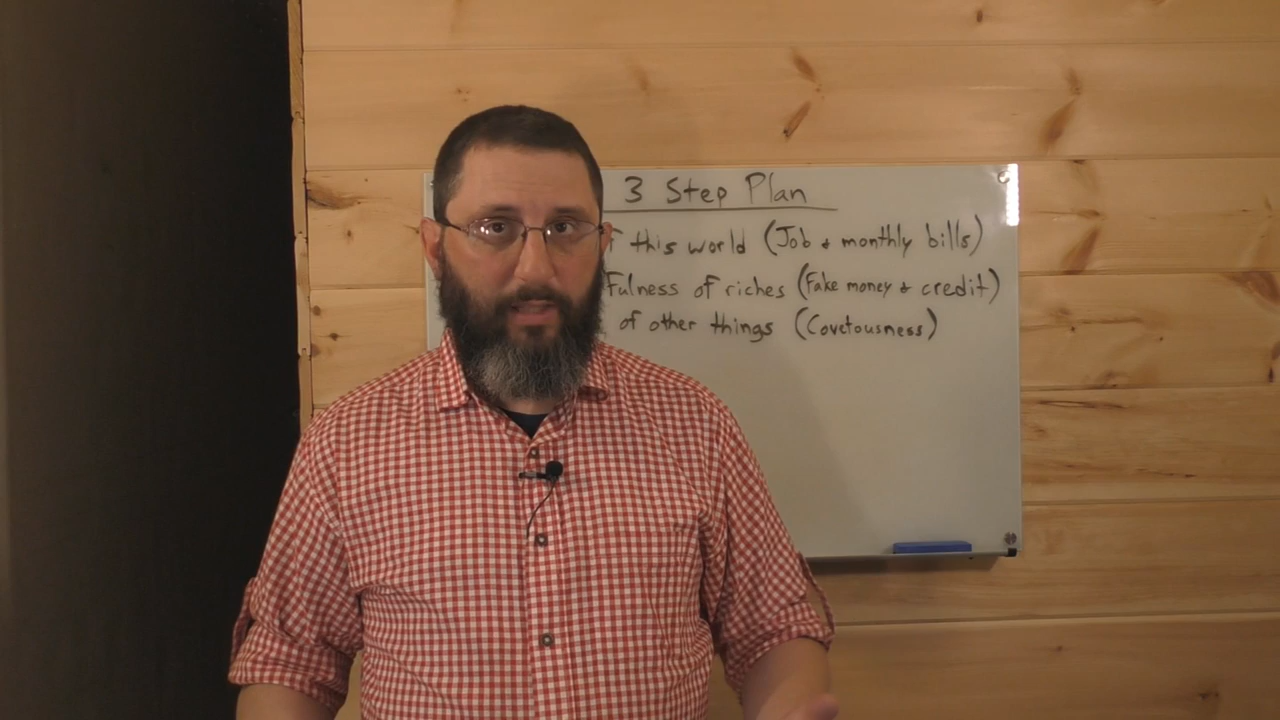 3 Step Plan
this world (Job & monthly bills)
fulness of riches (Fake money & credit)
of other things (Covetousness)